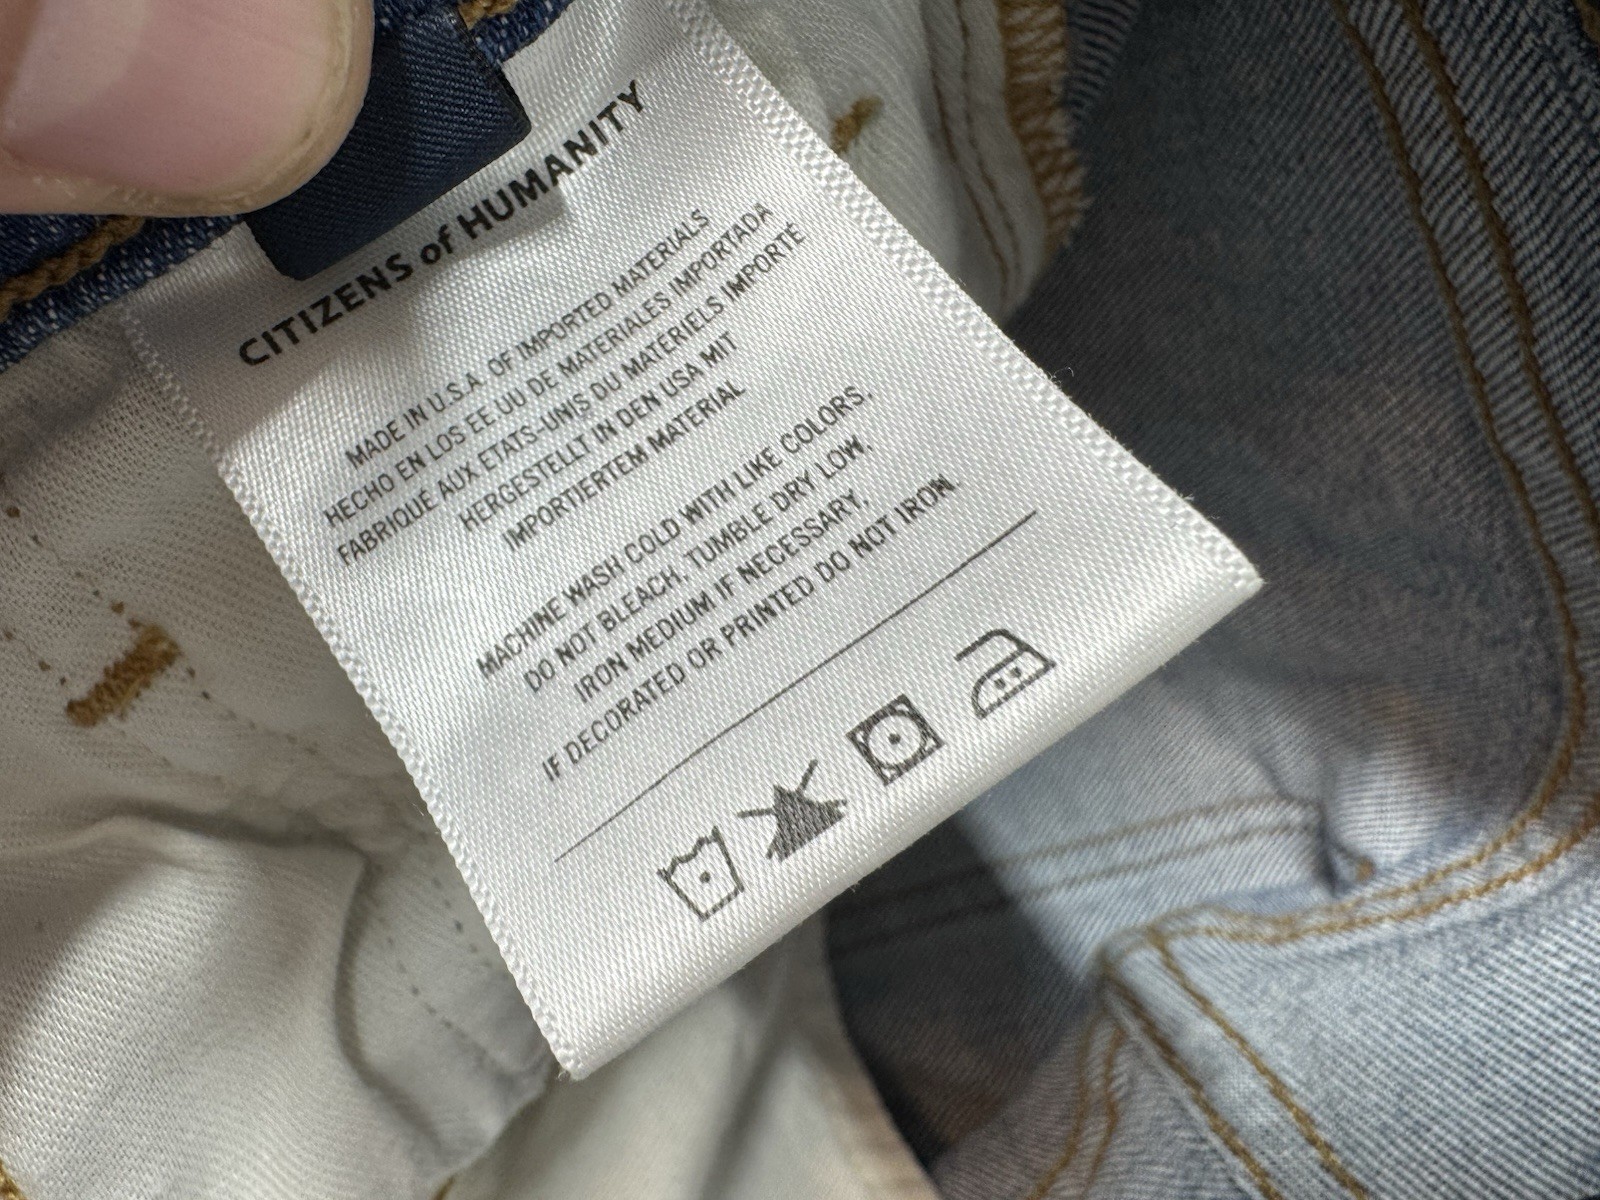 CITIZENS of HUMANITY
MADE IN U.S.A. OF IMPORTED MATERIALS
HECHO EN LOS EE UU DE MATERIALES IMPORTADA
FABRIQUÉ AUX ETATS-UNIS DU MATÉRIELS IMPORTÉ
HERGESTELLT IN DEN USA MIT
IMPORTIERTEM MATERIAL
MACHINE WASH COLD WITH LIKE COLORS,
DO NOT BLEACH, TUMBLE DRY LOW,
IRON MEDIUM IF NECESSARY,
IF DECORATED OR PRINTED DO NOT IRON